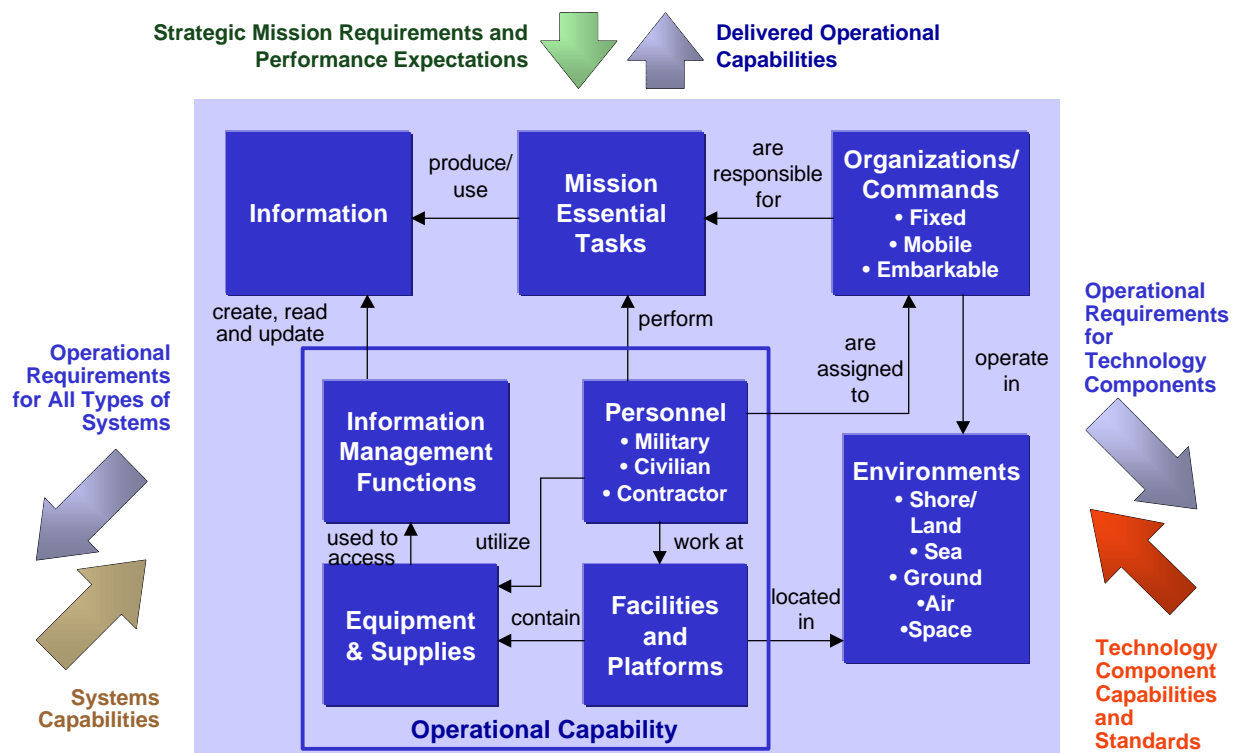 Strategic Mission Requirements and
Performance Expectations
Delivered Operational
Capabilities
Information
produce/
use
Mission
Essential
Tasks
are
responsible
for
Organizations/
Commands
• Fixed
• Mobile
• Embarkable
create, read
and update
perform
are
assigned
to
operate
in
Operational
Requirements
for All Types of
Systems
Operational
Requirements
for
Technology
Components
Information
Management
Functions
Personnel
• Military
• Civilian
• Contractor
Environments
• Shore/
Land
• Sea
• Ground
•Air
•Space
used to
access
utilize
work at
Equipment
& Supplies
contain
Facilities
and
Platforms
located
in
Systems
Capabilities
Technology
Component
Capabilities
and
Standards
Operational Capability